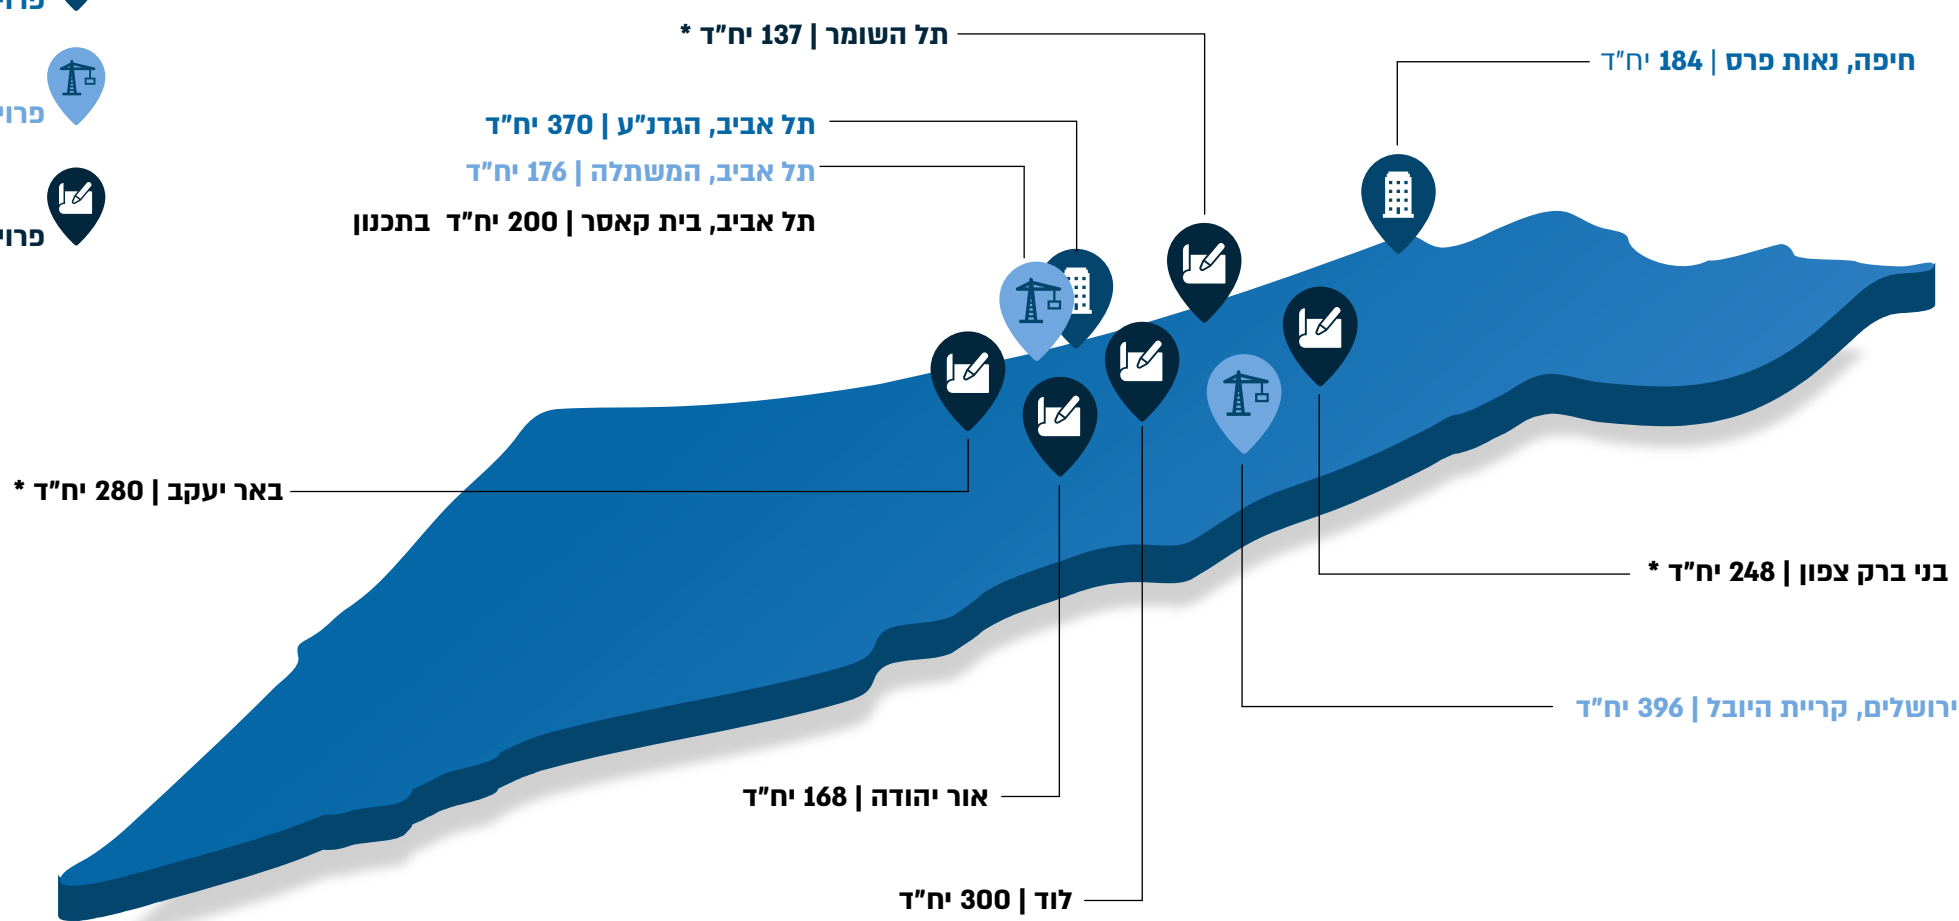 תל השומר | 137 יח"ד *
חיפה, נאות פרס | 184 יח"ד
תל אביב, הגדנ"ע | 370 יח"ד
תל אביב, המשתלה | 176 יח"ד
תל אביב, בית קאסר | 200 יח"ד בתכנון
באר יעקב | 280 יח"ד *
בני ברק צפון | 248 יח"ד *
ירושלים, קריית היובל | 396 יח"ד
אור יהודה | 168 יח"ד
לוד | 300 יח"ד